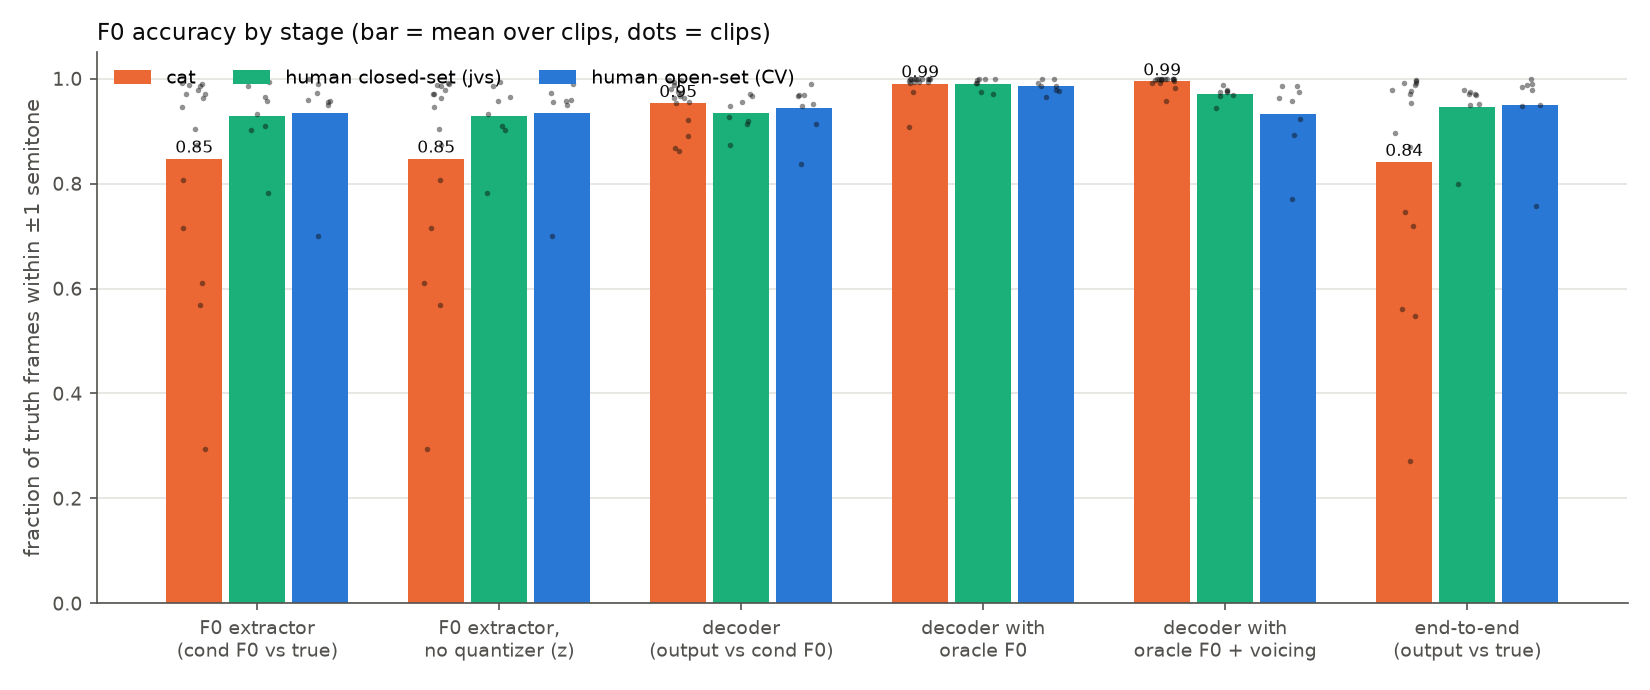 F0 accuracy by stage (bar = mean over clips, dots = clips)
cat
human closed-set (jvs)
human open-set (CV)
fraction of truth frames within ±1 semitone
1.0
0.8
0.6
0.4
0.2
0.0
0.85
0.85
0.95
0.99
0.99
0.84
F0 extractor
(cond F0 vs true)
F0 extractor,
no quantizer (z)
decoder
(output vs cond F0)
decoder with
oracle F0
decoder with
oracle F0 + voicing
end-to-end
(output vs true)